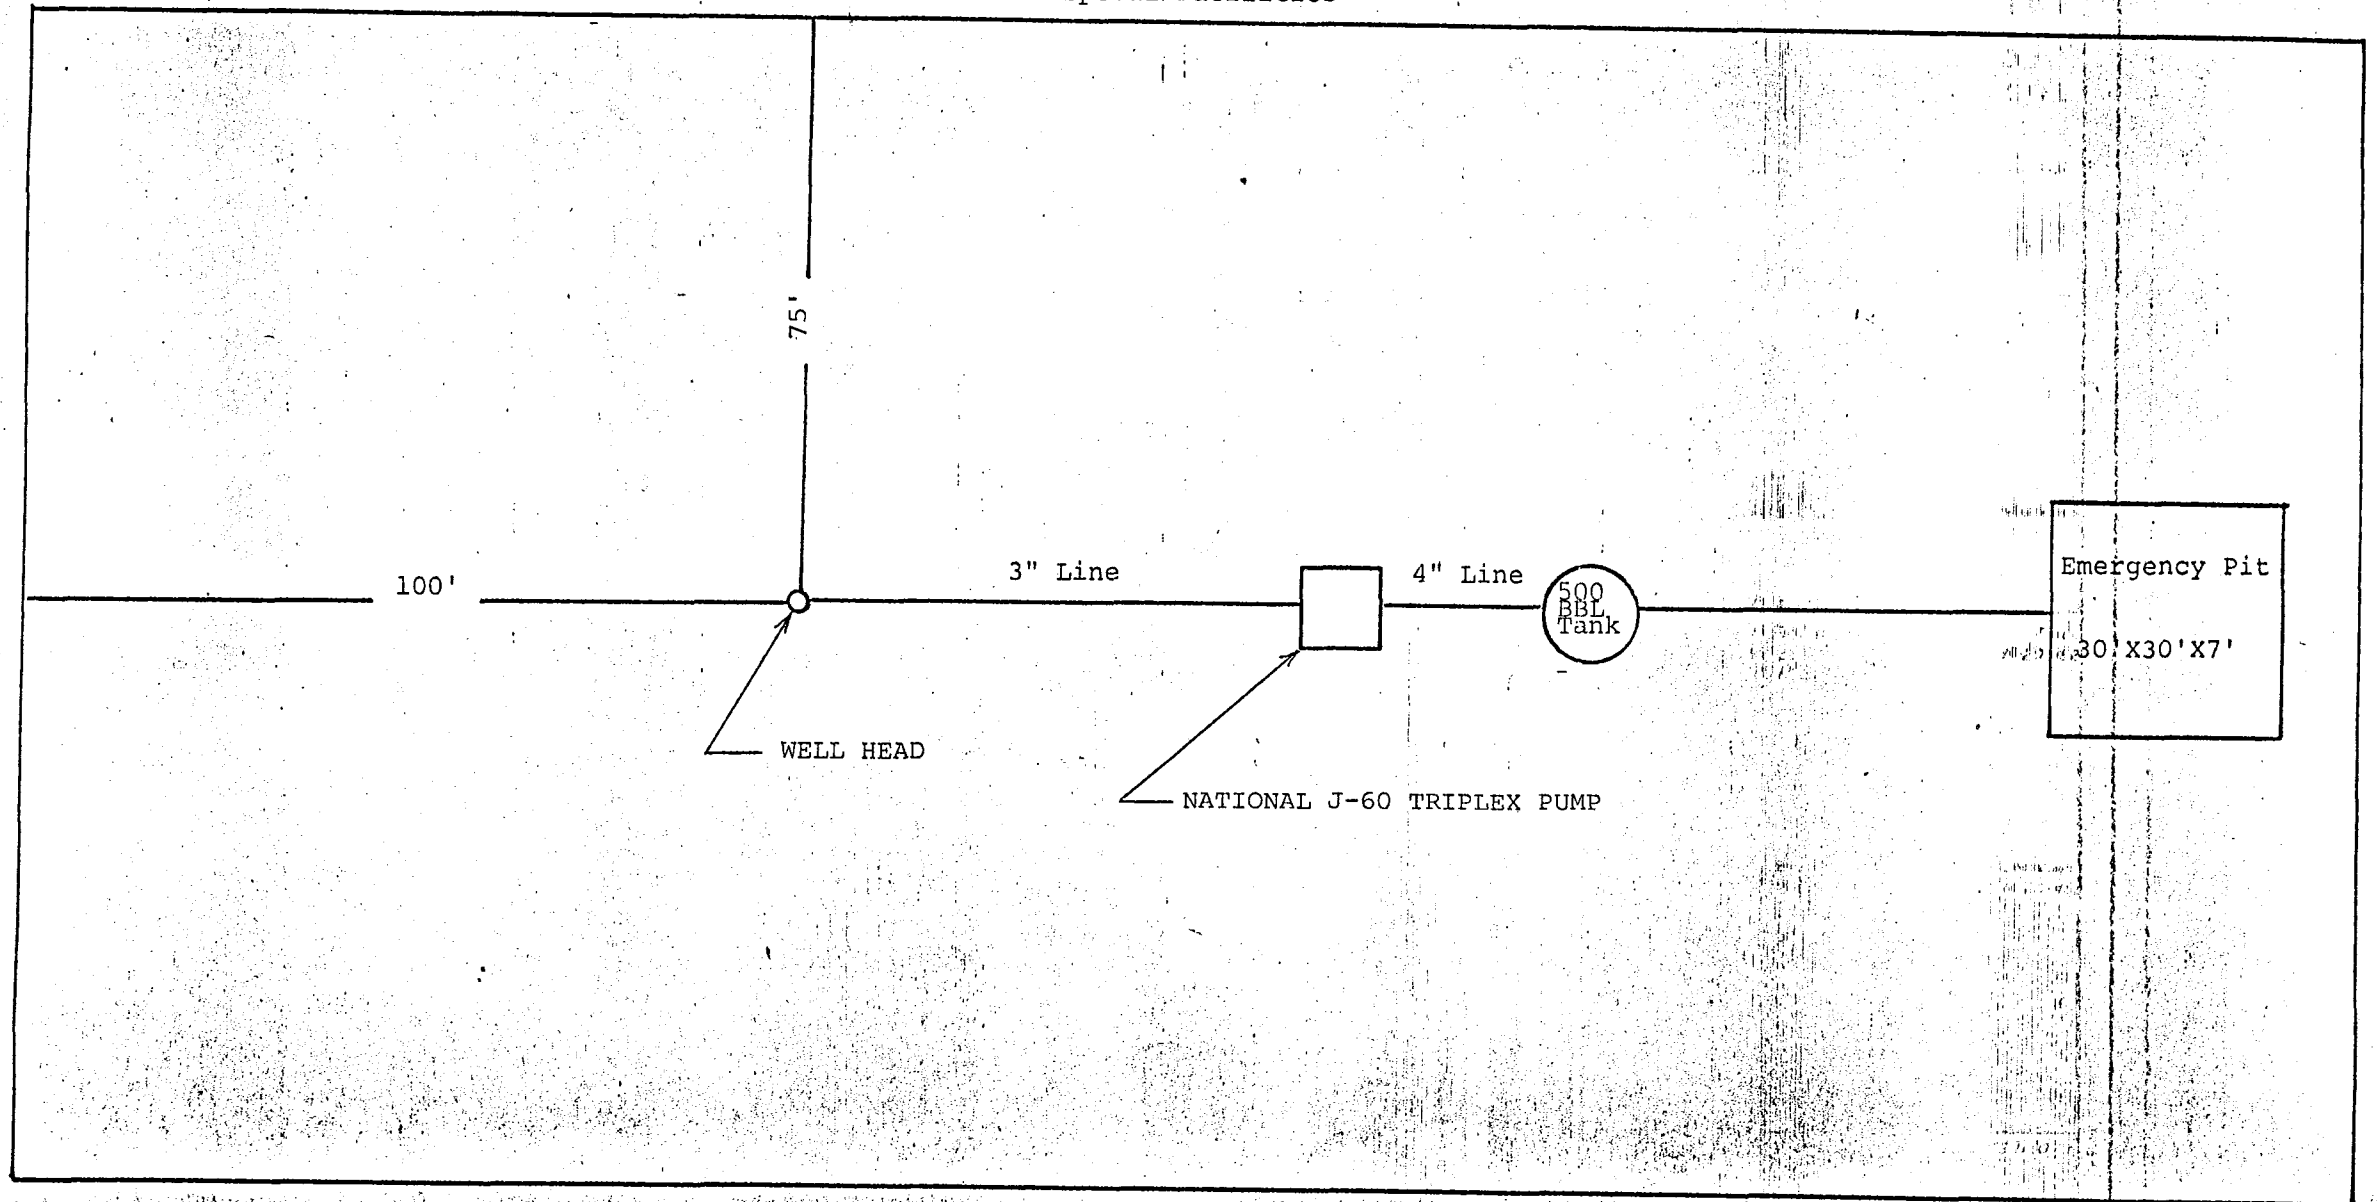 75'
100'
3" Line
4" Line
500
BBL
Tank
Emergency Pit
30'X30'X7'
WELL HEAD
NATIONAL J-60 TRIPLEX PUMP